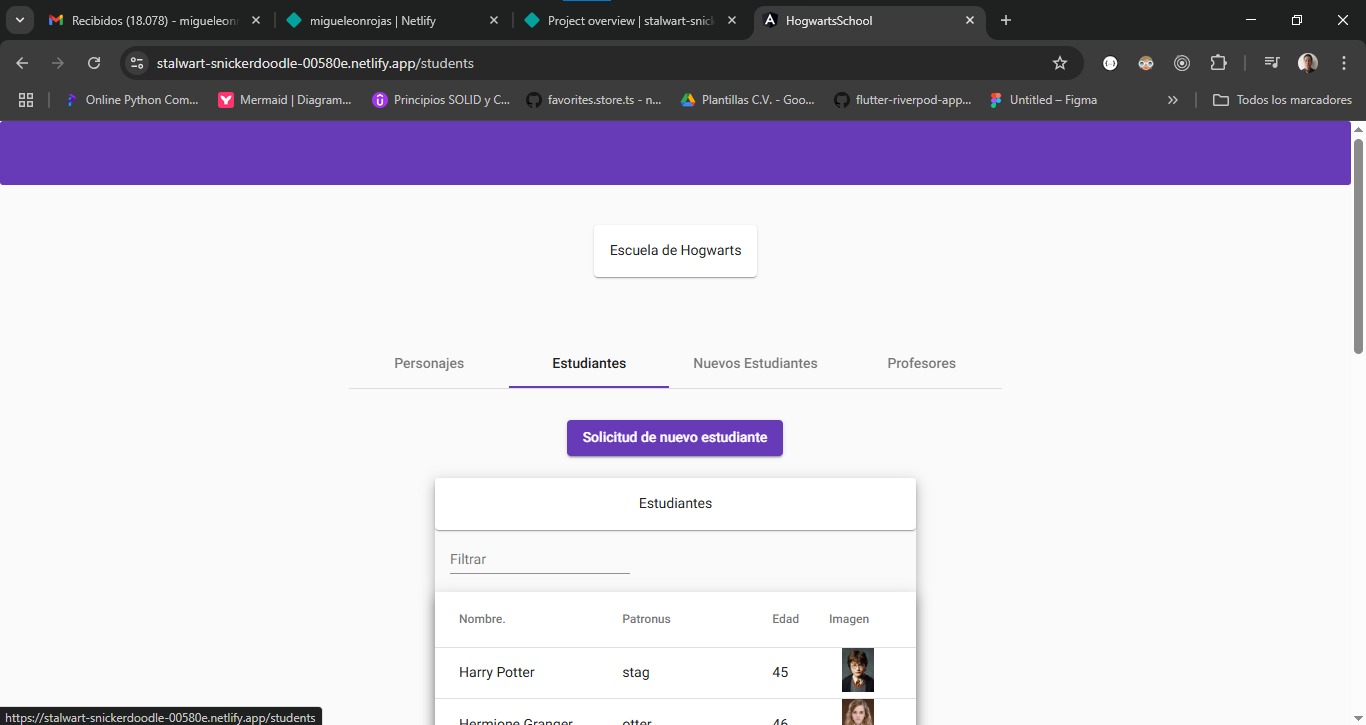 Recibidos (18.078) - migueleonr
migueleonrojas | Netlify
Project overview | stalwart-snick
HogwartsSchool
stalwart-snickerdoodle-00580e.netlify.app/students
Online Python Com...
Mermaid | Diagram...
Principios SOLID y C...
favorites.store.ts - n...
Plantillas C.V. - Goo...
flutter-riverpod-app...
Untitled – Figma
Todos los marcadores
Escuela de Hogwarts
Personajes
Estudiantes
Nuevos Estudiantes
Profesores
Solicitud de nuevo estudiante
Estudiantes
Filtrar
Nombre. Patronus Edad Imagen
Harry Potter stag 45
Hermione Granger otter 46
https://stalwart-snickerdoodle-00580e.netlify.app/students